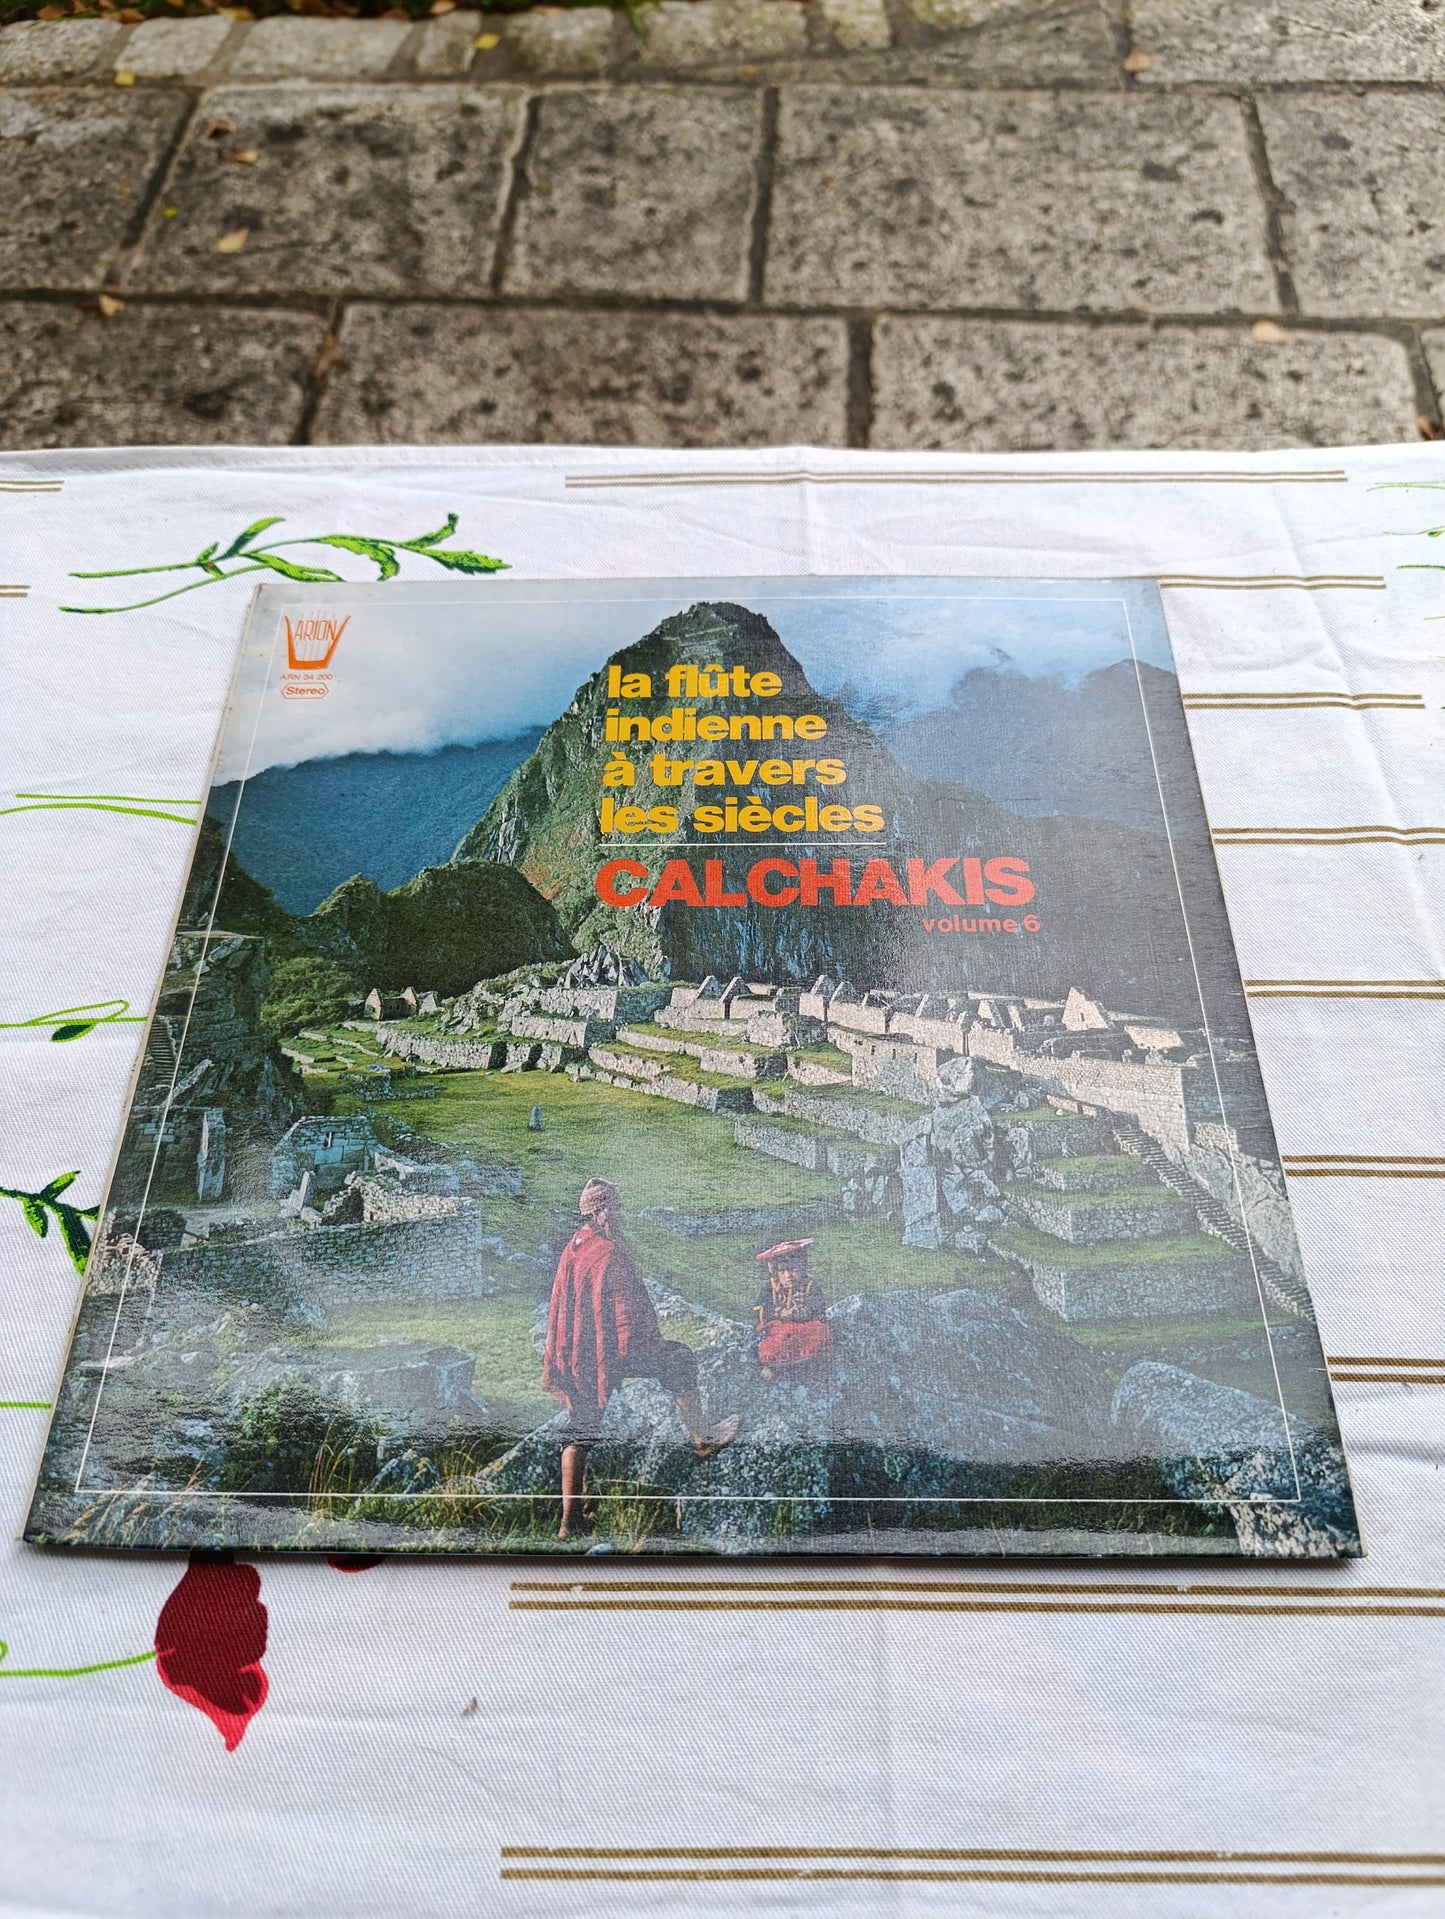 ARION
ARN 34 200
Stereo
la flûte
indienne
à travers
les siècles
CALCHAKIS
volume 6